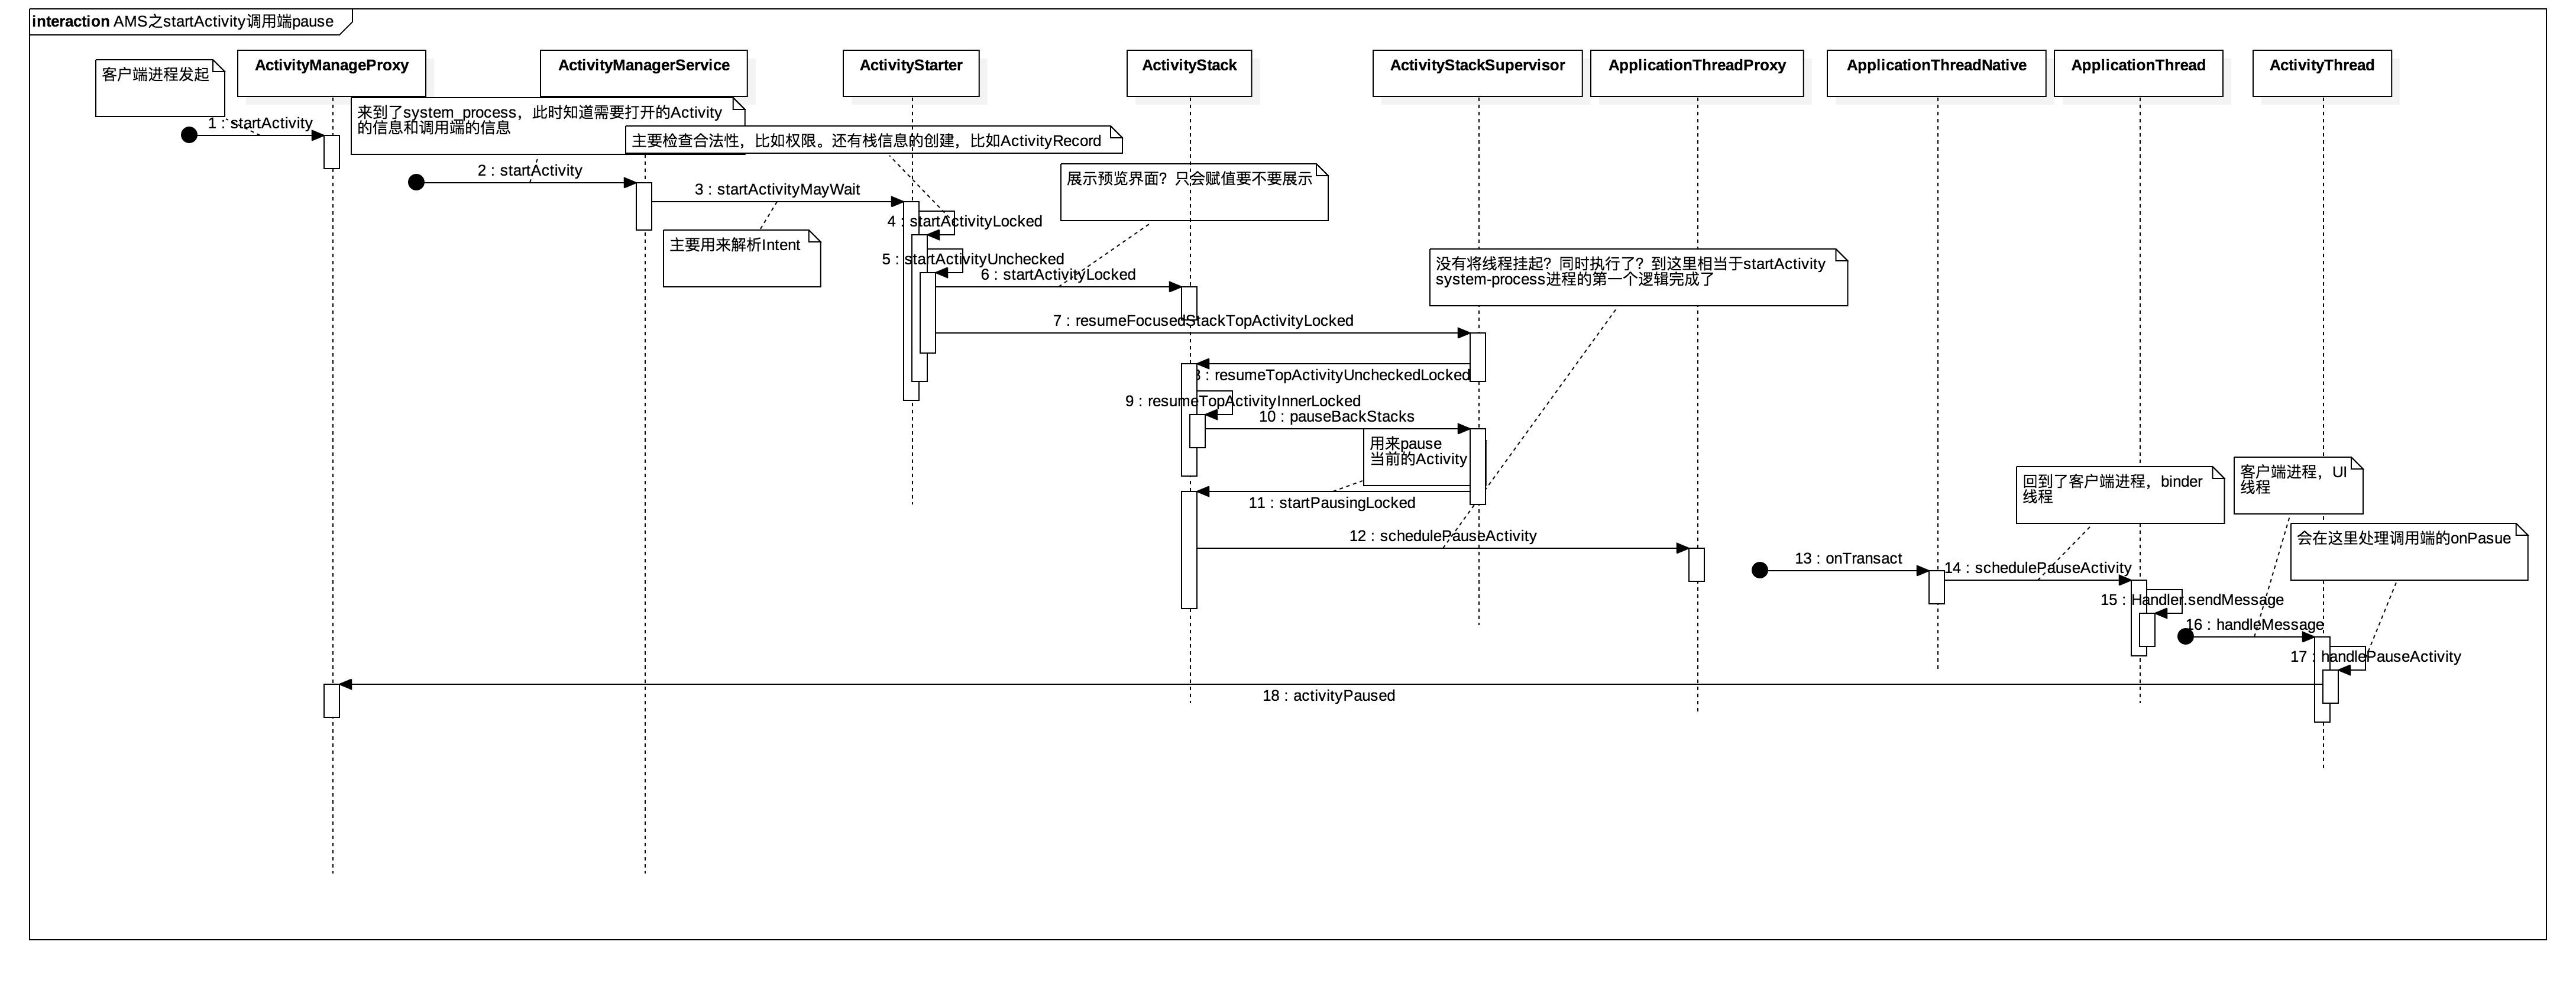 interaction AMS之startActivity调用端pause
客户端进程发起
ActivityManageProxy
ActivityManagerService
ActivityStarter
ActivityStack
ActivityStackSupervisor
ApplicationThreadProxy
ApplicationThreadNative
ApplicationThread
ActivityThread
来到了system_process，此时知道需要打开的Activity
的信息和调用端的信息
1 : startActivity
主要检查合法性，比如权限。还有栈信息的创建，比如ActivityRecord
2 : startActivity
展示预览界面？只会赋值要不要展示
3 : startActivityMayWait
4 : startActivityLocked
主要用来解析Intent
5 : startActivityUnchecked
6 : startActivityLocked
没有将线程挂起？同时执行了？到这里相当于startActivity
system-process进程的第一个逻辑完成了
7 : resumeFocusedStackTopActivityLocked
8 : resumeTopActivityUncheckedLocked
9 : resumeTopActivityInnerLocked
10 : pauseBackStacks
用来pause
当前的Activity
11 : startPausingLocked
回到了客户端进程，binder
线程
客户端进程，UI
线程
12 : schedulePauseActivity
会在这里处理调用端的onPasue
13 : onTransact
14 : schedulePauseActivity
15 : Handler.sendMessage
16 : handleMessage
17 : handlePauseActivity
18 : activityPaused